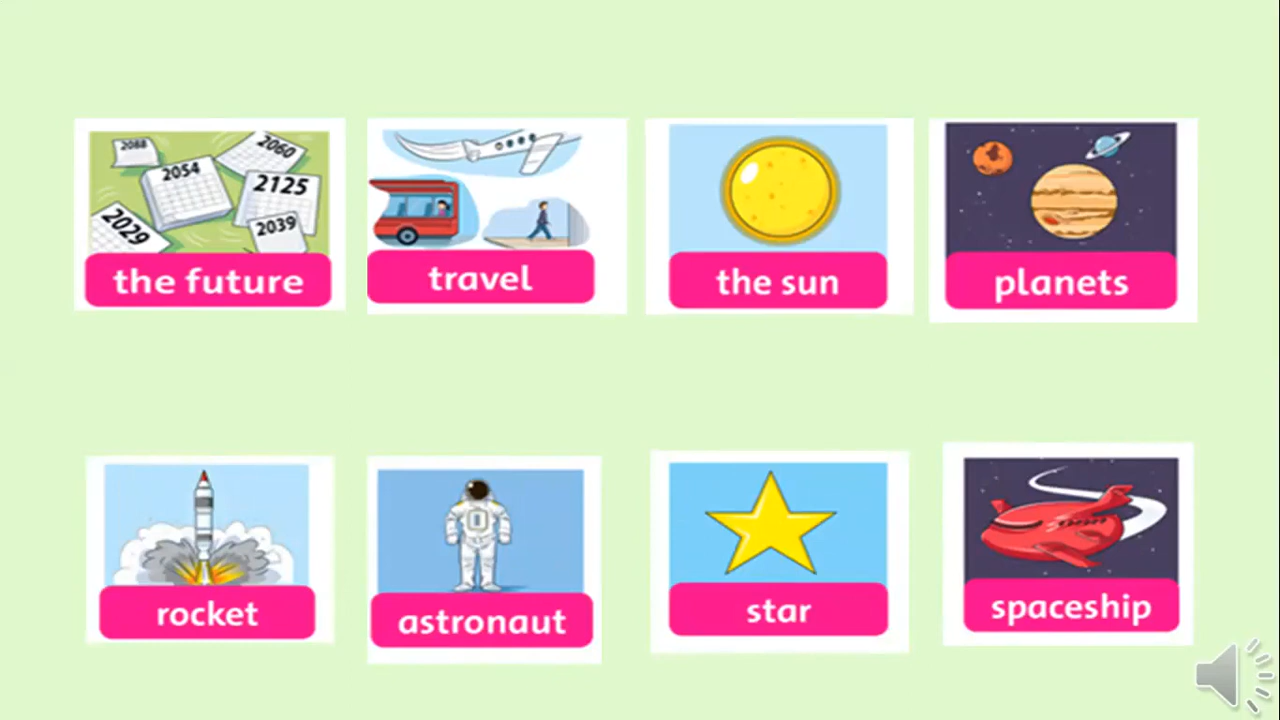 2088
2060
2054
2125
2029
2039
the future
travel
the sun
planets
rocket
astronaut
star
spaceship